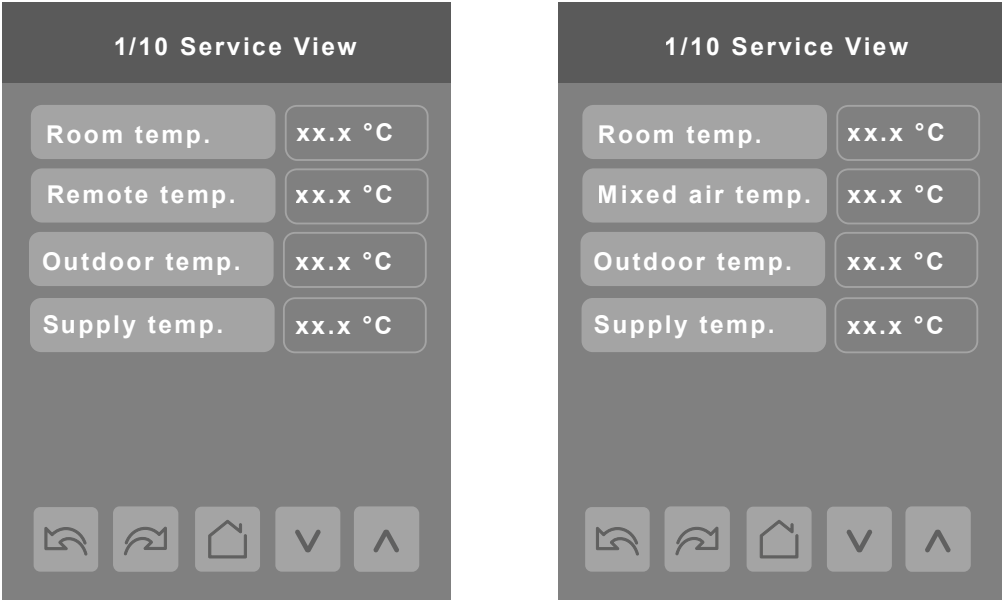 1/10 Service View
Room temp. xx.x °C
Remote temp. xx.x °C
Outdoor temp. xx.x °C
Supply temp. xx.x °C
1/10 Service View
Room temp. xx.x °C
Mixed air temp. xx.x °C
Outdoor temp. xx.x °C
Supply temp. xx.x °C